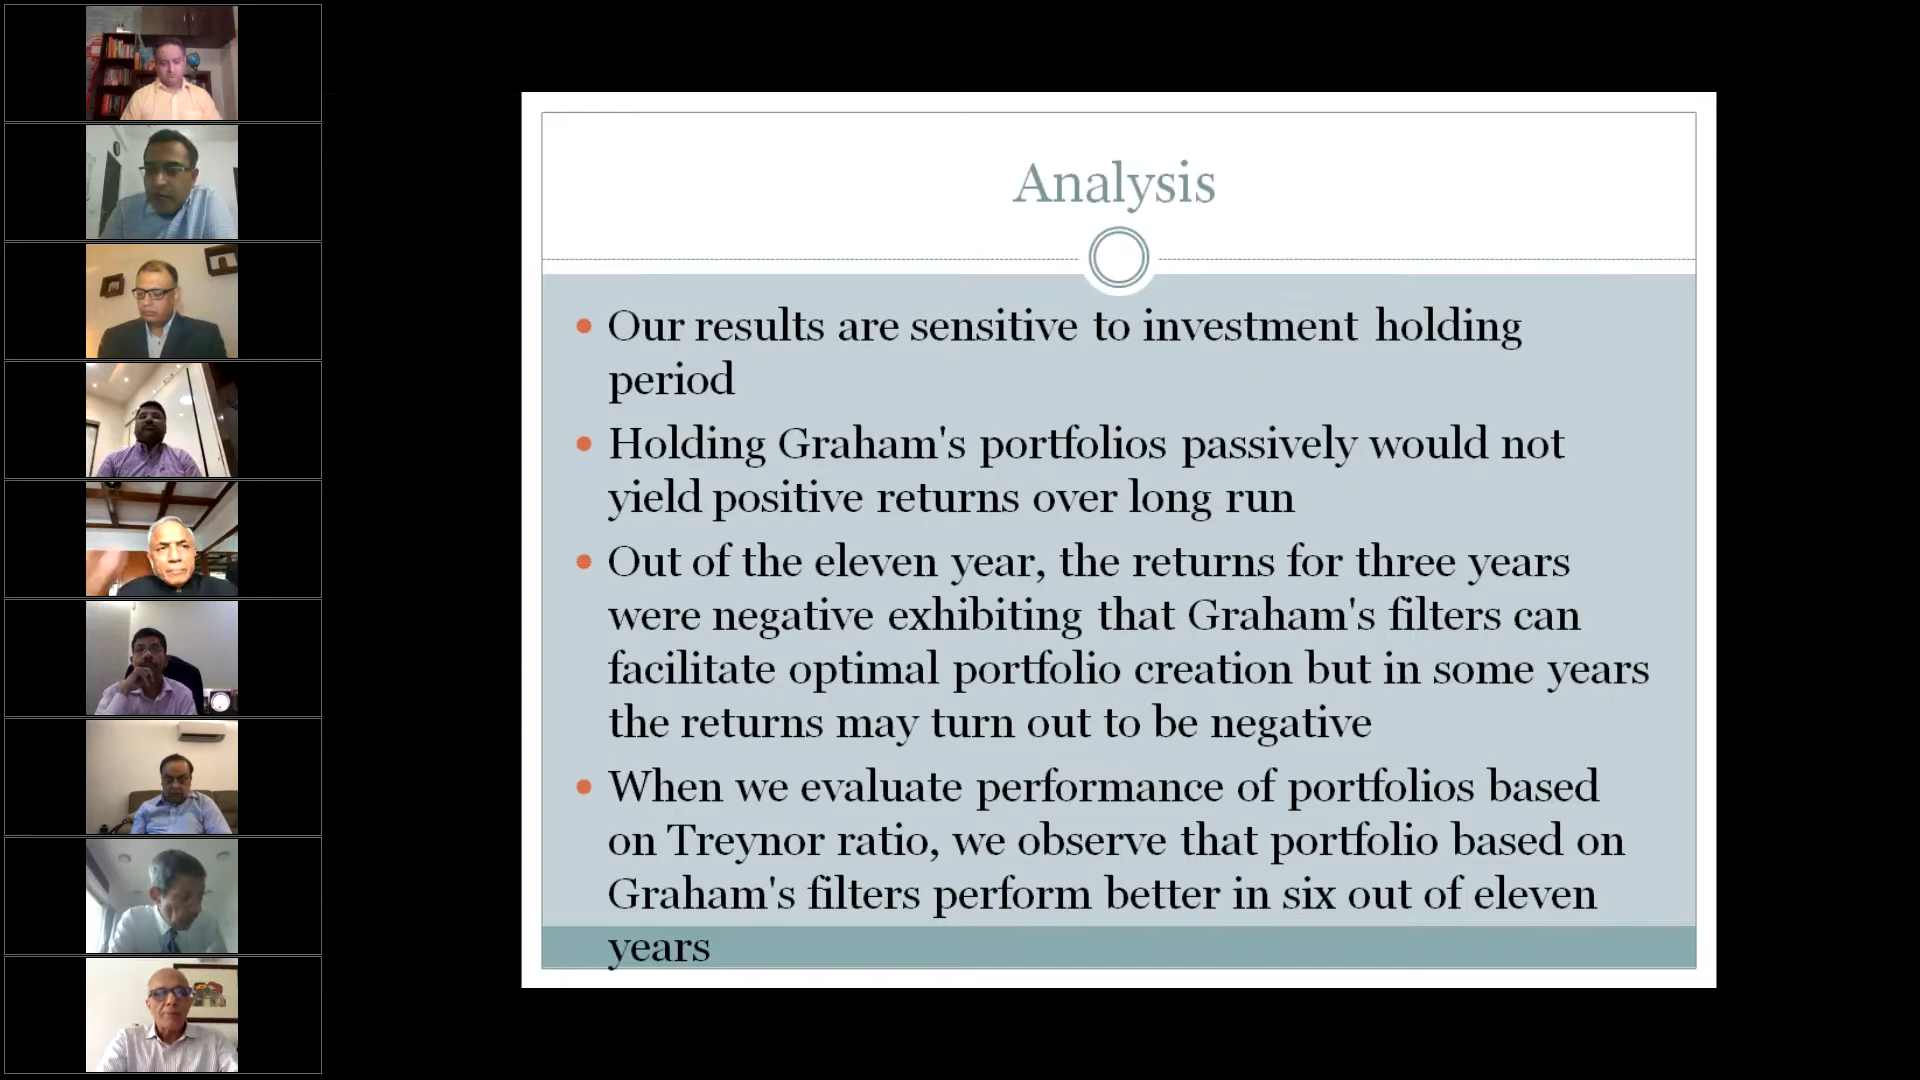 Analysis
Our results are sensitive to investment holding
period
Holding Graham's portfolios passively would not
yield positive returns over long run
Out of the eleven year, the returns for three years
were negative exhibiting that Graham's filters can
facilitate optimal portfolio creation but in some years
the returns may turn out to be negative
When we evaluate performance of portfolios based
on Treynor ratio, we observe that portfolio based on
Graham's filters perform better in six out of eleven
years